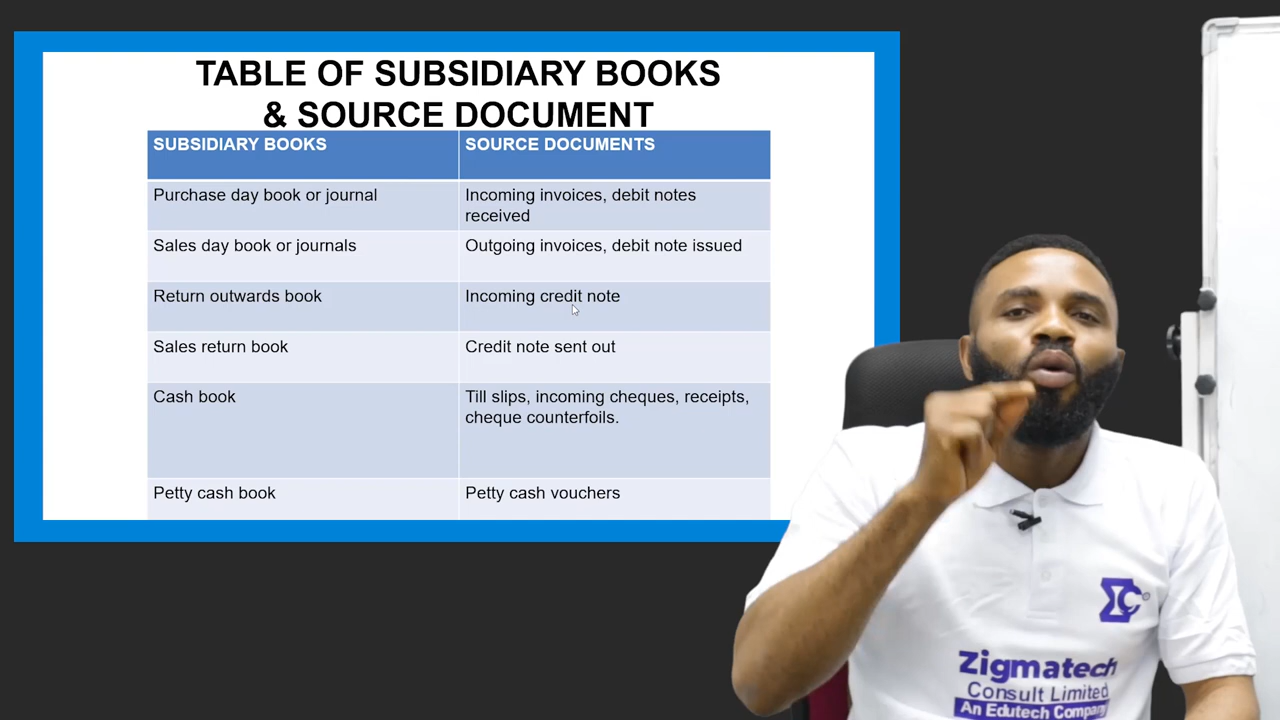 TABLE OF SUBSIDIARY BOOKS
& SOURCE DOCUMENT
SUBSIDIARY BOOKS SOURCE DOCUMENTS
Purchase day book or journal Incoming invoices, debit notes
received
Sales day book or journals Outgoing invoices, debit note issued
Return outwards book Incoming credit note
Sales return book Credit note sent out
Cash book Till slips, incoming cheques, receipts,
cheque counterfoils.
Petty cash book Petty cash vouchers
Zigmatech
Consult Limited
An Edutech Company